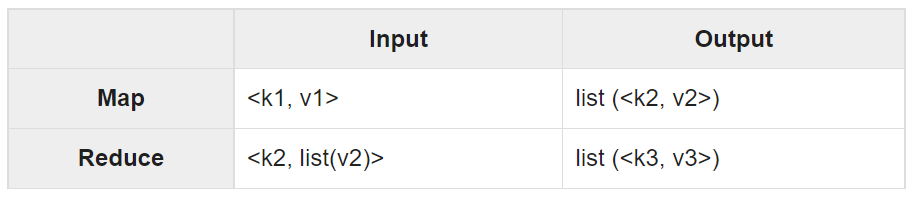 Input Output
Map <k1, v1> list (<k2, v2>)
Reduce <k2, list(v2)> list (<k3, v3>)